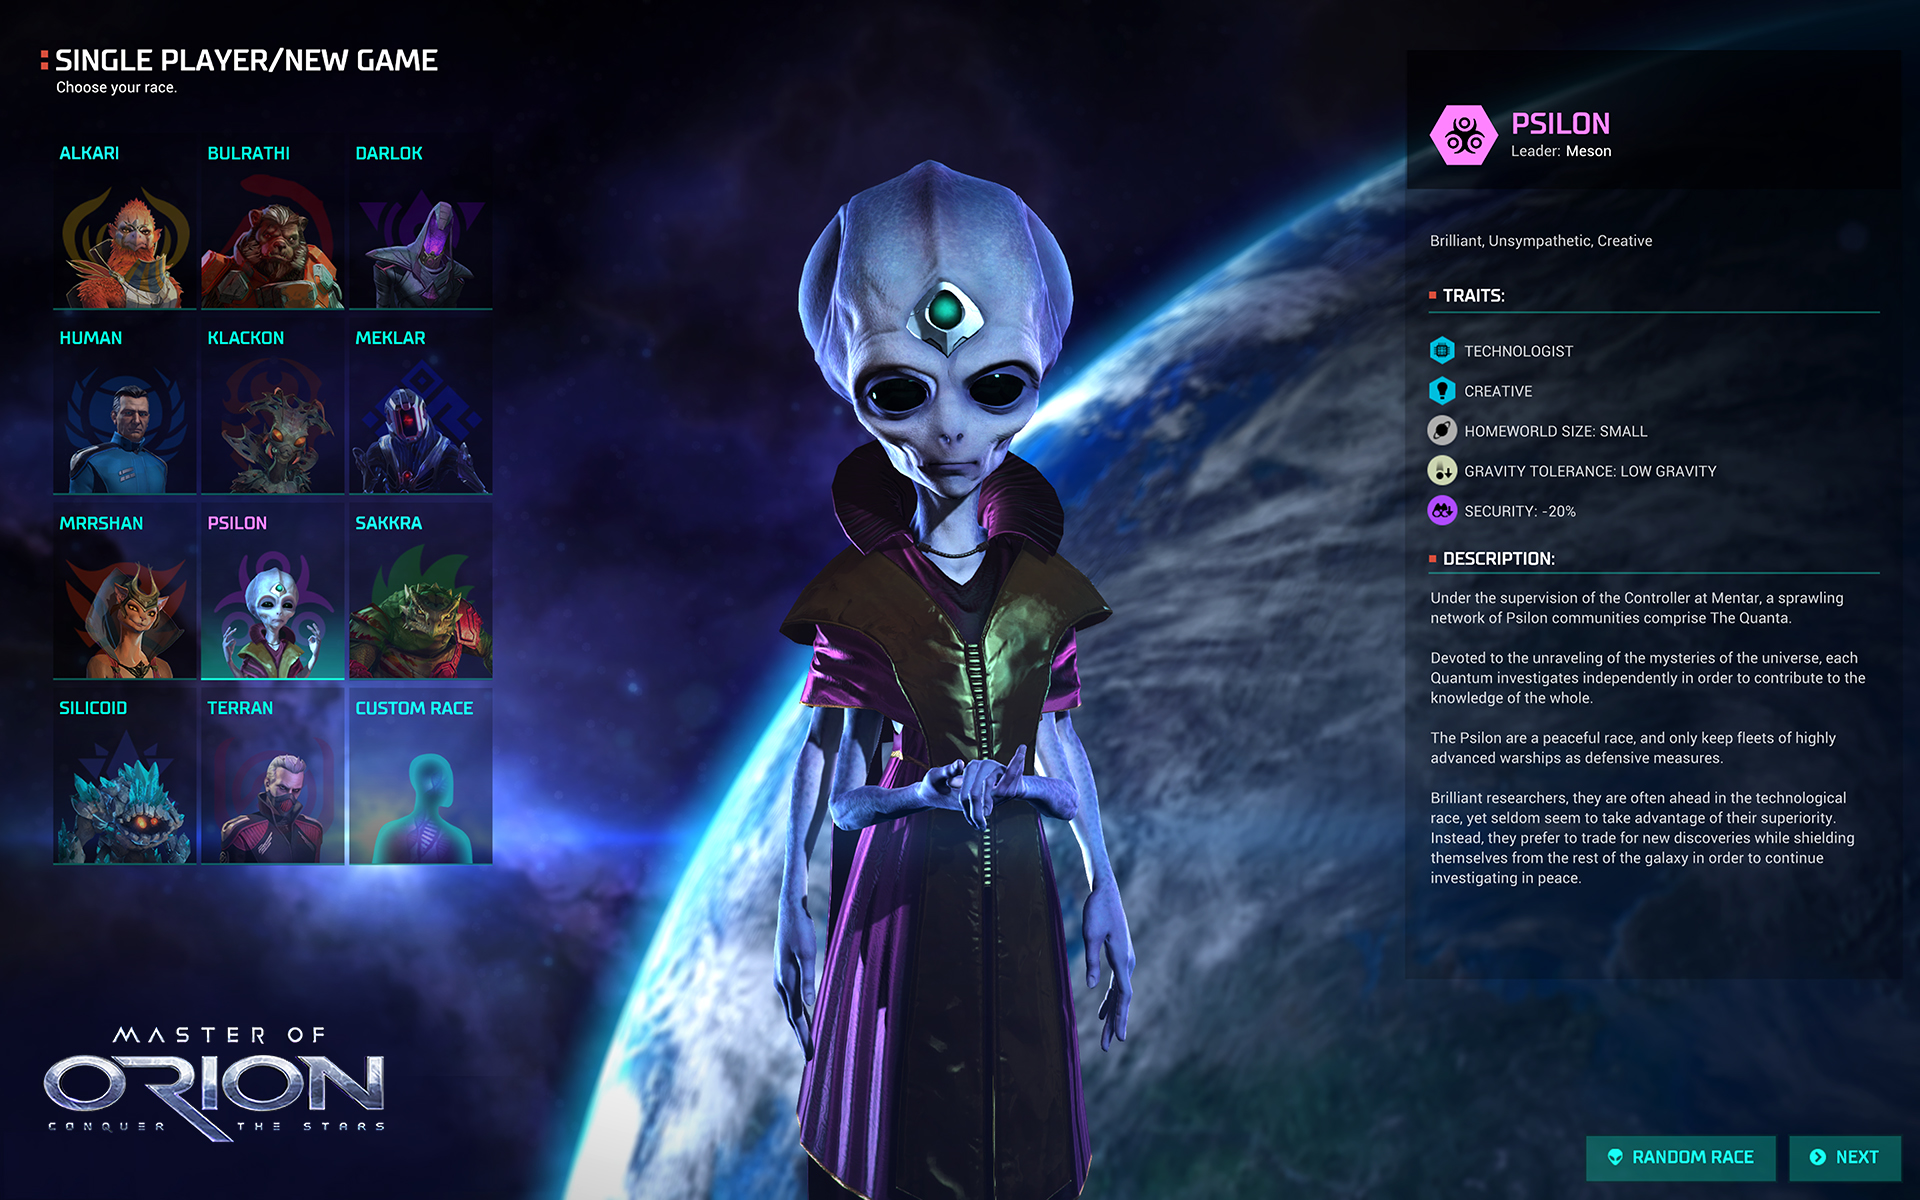 SINGLE PLAYER/NEW GAME
Choose your race.
ALKARI
BULRATHI
DARLOK
HUMAN
KLACKON
MEKLAR
MRRSHAN
PSILON
SAKKRA
SILICOID
TERRAN
CUSTOM RACE
MASTER OF
ORION
CONQUER THE STARS
PSILON
Leader: Meson
Brilliant, Unsympathetic, Creative
TRAITS:
TECHNOLOGIST
CREATIVE
HOMEWORLD SIZE: SMALL
GRAVITY TOLERANCE: LOW GRAVITY
SECURITY: -20%
DESCRIPTION:
Under the supervision of the Controller at Mentar, a sprawling
network of Psilon communities comprise The Quanta.
Devoted to the unraveling of the mysteries of the universe, each
Quantum investigates independently in order to contribute to the
knowledge of the whole.
The Psilon are a peaceful race, and only keep fleets of highly
advanced warships as defensive measures.
Brilliant researchers, they are often ahead in the technological
race, yet seldom seem to take advantage of their superiority.
Instead, they prefer to trade for new discoveries while shielding
themselves from the rest of the galaxy in order to continue
investigating in peace.
RANDOM RACE
NEXT